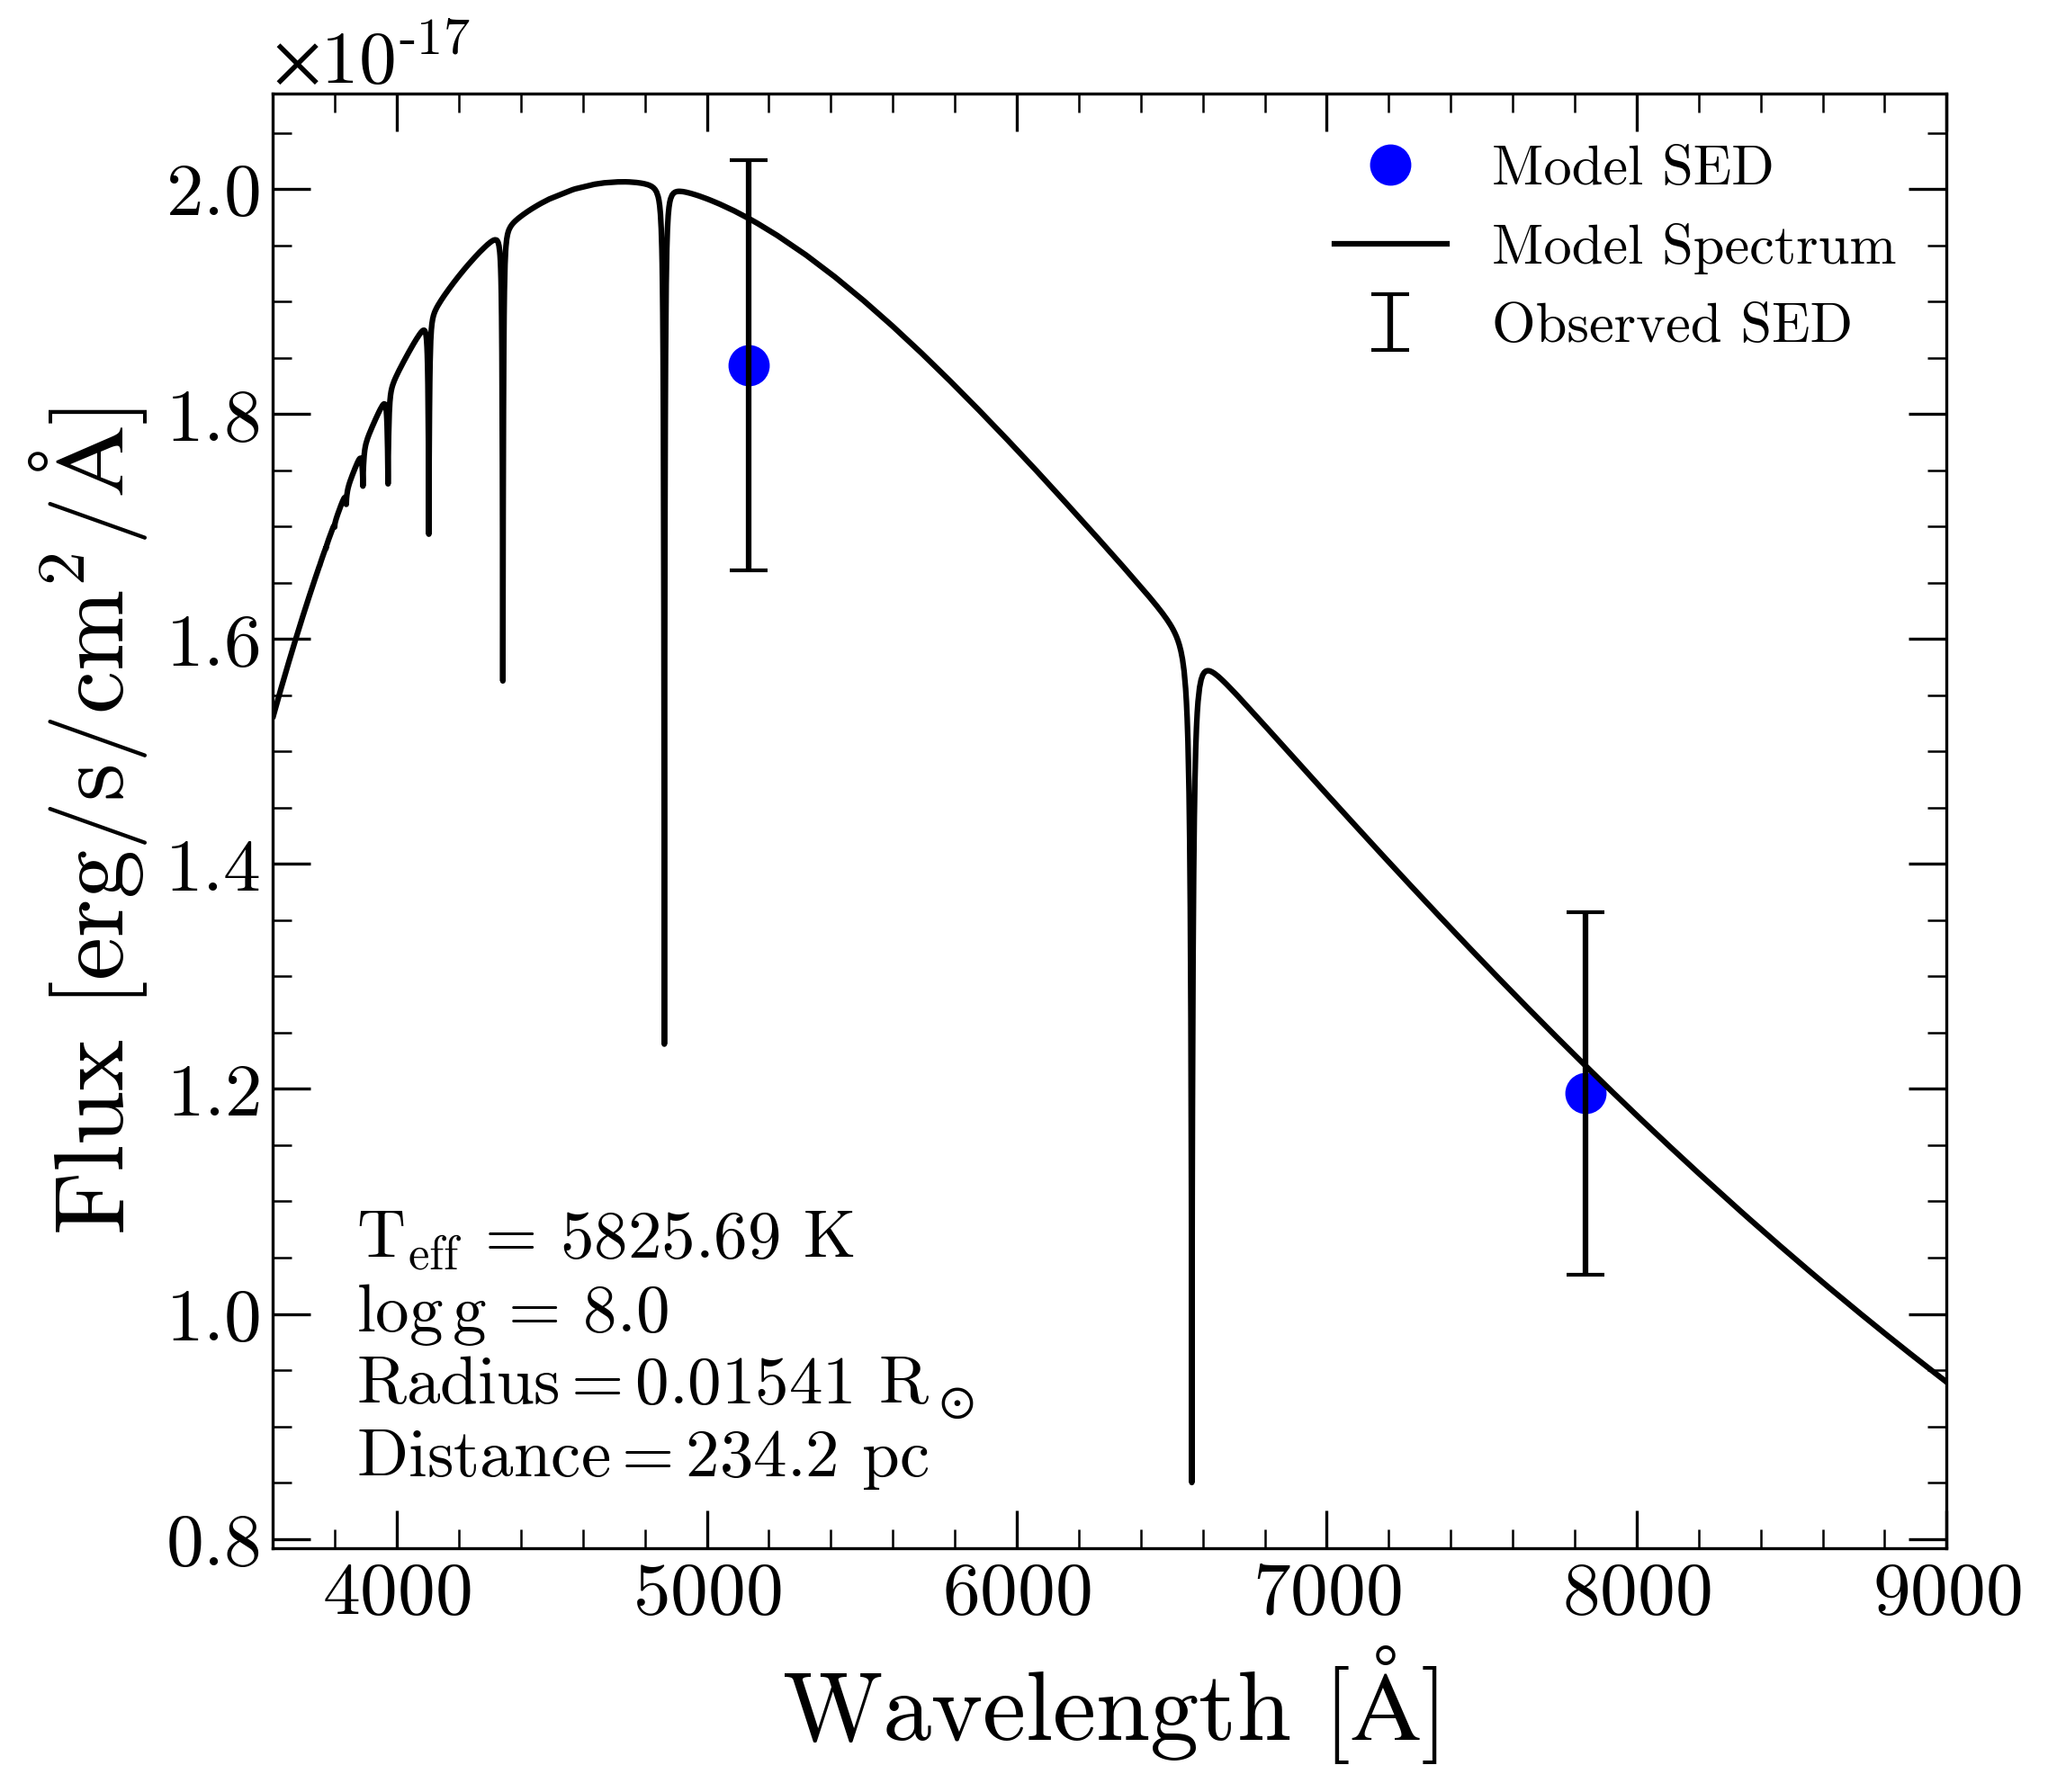 ×10⁻¹⁷
2.0
1.8
1.6
1.4
1.2
1.0
0.8
Flux [erg/s/cm²/Å]
Model SED
Model Spectrum
Observed SED
T_eff = 5825.69 K
log g = 8.0
Radius = 0.01541 R⊙
Distance = 234.2 pc
4000 5000 6000 7000 8000 9000
Wavelength [Å]